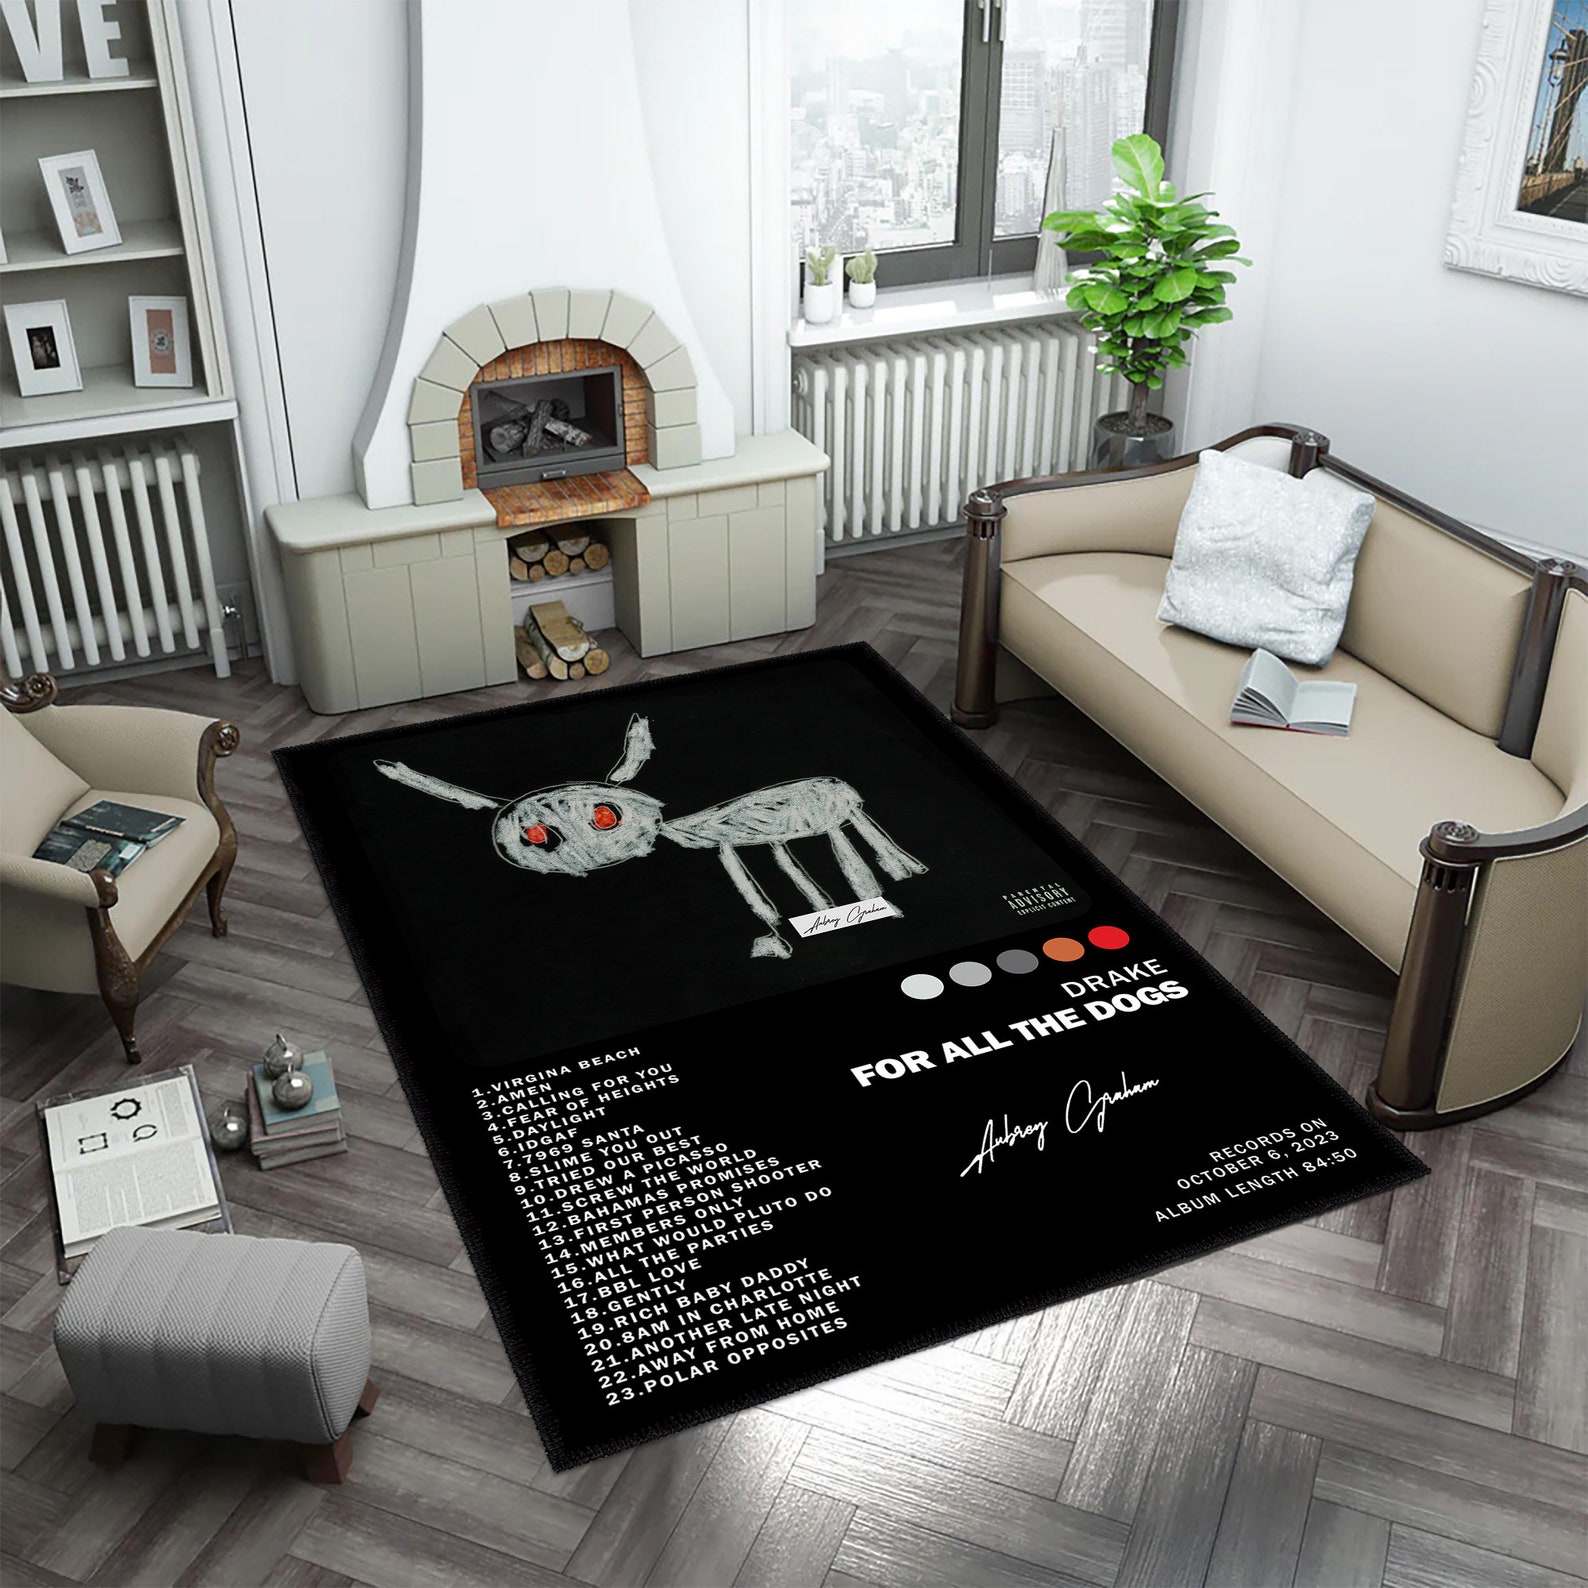 VE
PARENTAL
ADVISORY
EXPLICIT CONTENT
Aubrey Graham
DRAKE
FOR ALL THE DOGS
Aubrey Graham
1.VIRGINA BEACH
2.AMEN
3.CALLING FOR YOU
4.FEAR OF HEIGHTS
5.DAYLIGHT
6.IDGAF
7.7969 SANTA
8.SLIME YOU OUT
9.TRIED OUR BEST
10.DREW A PICASSO
11.SCREW THE WORLD
12.BAHAMAS PROMISES
13.FIRST PERSON SHOOTER
14.MEMBERS ONLY
15.WHAT WOULD PLUTO DO
16.ALL THE PARTIES
17.BBL LOVE
18.GENTLY
19.RICH BABY DADDY
20.8AM IN CHARLOTTE
21.ANOTHER LATE NIGHT
22.AWAY FROM HOME
23.POLAR OPPOSITES
RECORDS ON
OCTOBER 6, 2023
ALBUM LENGTH 84:50